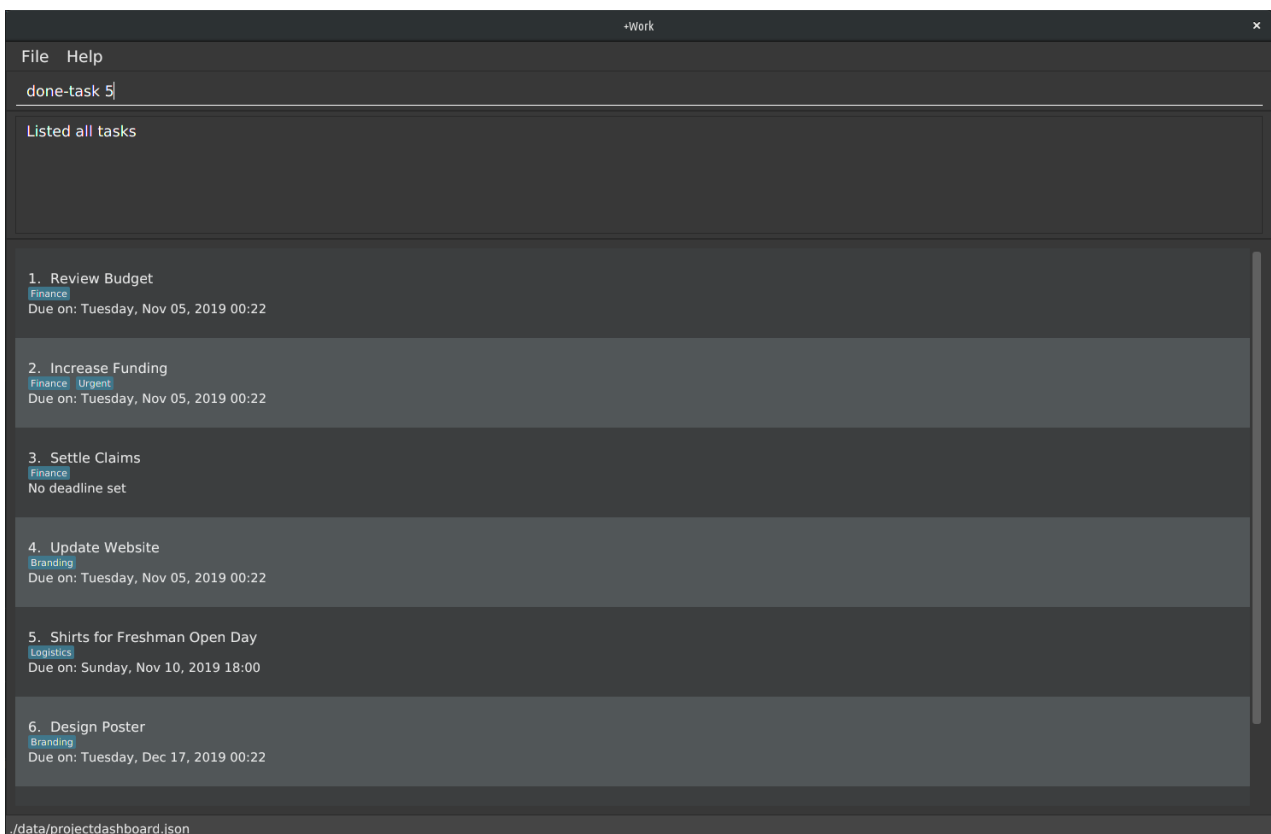 +Work ×
File Help
done-task 5
Listed all tasks
1. Review Budget
Finance
Due on: Tuesday, Nov 05, 2019 00:22
2. Increase Funding
Finance Urgent
Due on: Tuesday, Nov 05, 2019 00:22
3. Settle Claims
Finance
No deadline set
4. Update Website
Branding
Due on: Tuesday, Nov 05, 2019 00:22
5. Shirts for Freshman Open Day
Logistics
Due on: Sunday, Nov 10, 2019 18:00
6. Design Poster
Branding
Due on: Tuesday, Dec 17, 2019 00:22
./data/projectdashboard.json